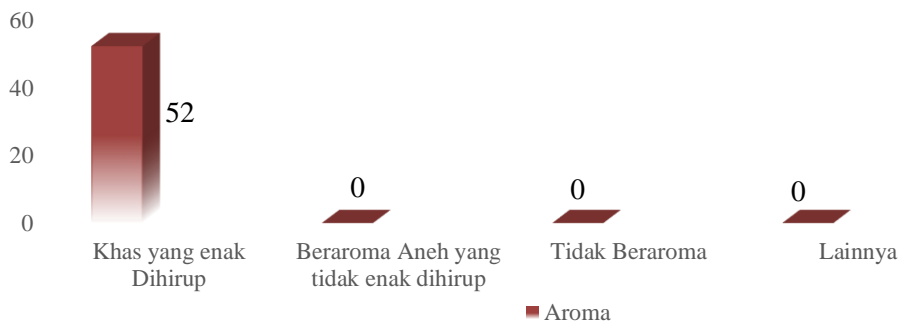 60
40
20
0
52
0
0
0
Khas yang enak
Dihirup
Beraroma Aneh yang
tidak enak dihirup
Tidak Beraroma
Lainnya
Aroma